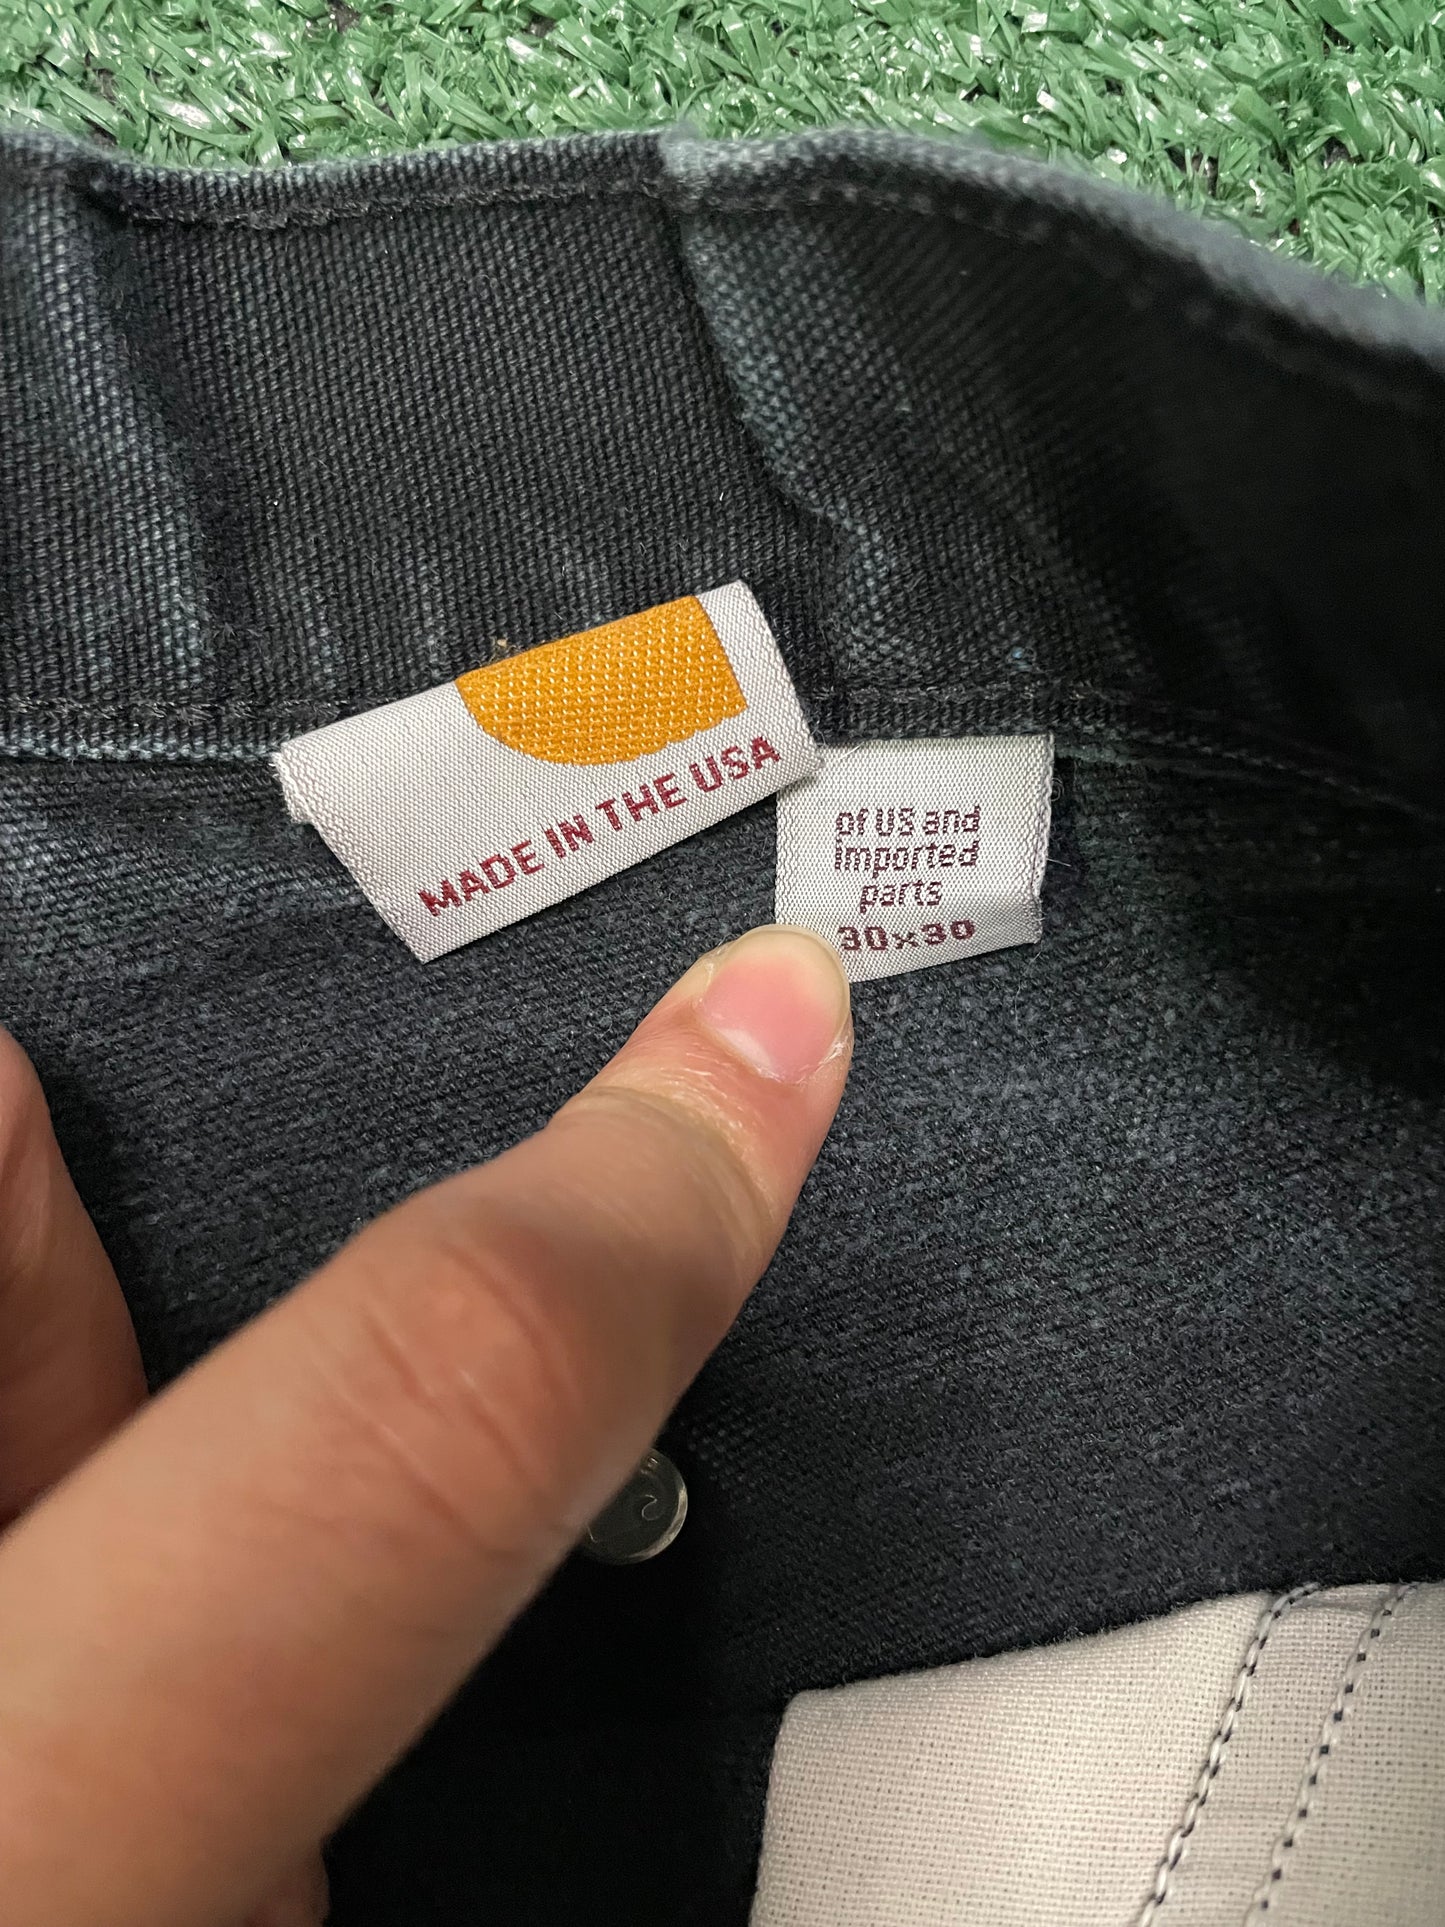 MADE IN THE USA
of US and
imported
parts
30x30